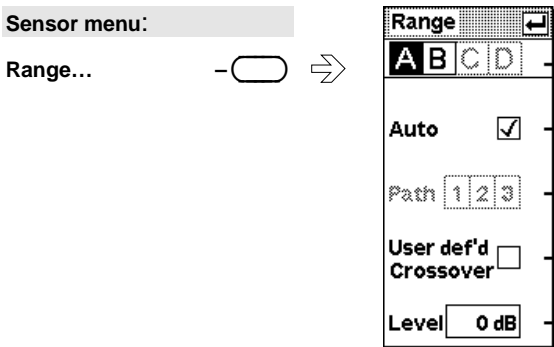 Sensor menu:
Range…
Range
A B C D
Auto
Path 1 2 3
User def'd
Crossover
Level 0 dB